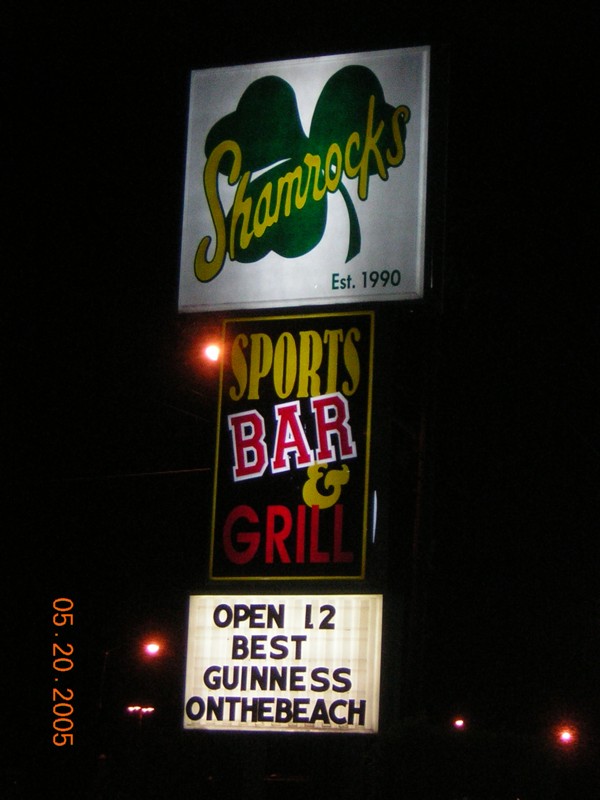 Shamrocks
Est. 1990
SPORTS
BAR
&
GRILL
OPEN 12
BEST
GUINNESS
ONTHEBEACH
05.20.2005